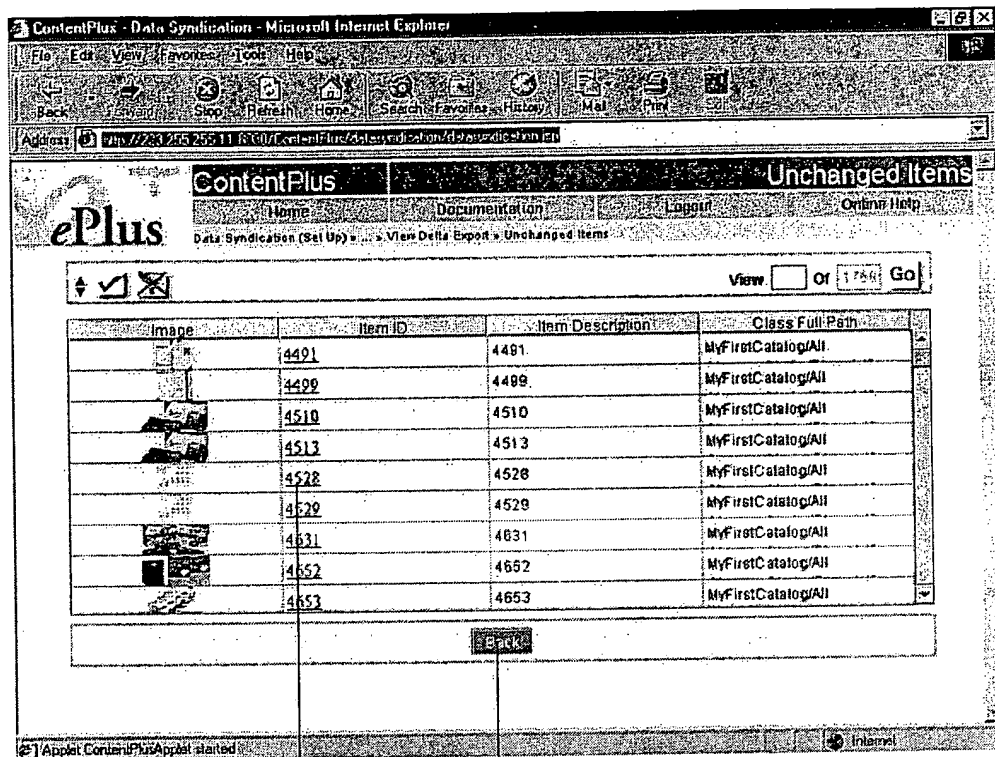 ContentPlus - Data Syndication - Microsoft Internet Explorer
File Edit View Favorites Tools Help
Back Forward Stop Refresh Home Search Favorites History Mail Print Edit
Address
ContentPlus Unchanged Items
ePlus
Home Documentation Logout Online Help
Data Syndication (Set Up) » ... » View Delta Export » Unchanged Items
View Of 1766 Go
Image Item ID Item Description Class Full Path
4491 4491 MyFirstCatalog/All
4499 4499 MyFirstCatalog/All
4510 4510 MyFirstCatalog/All
4513 4513 MyFirstCatalog/All
4528 4528 MyFirstCatalog/All
4529 4529 MyFirstCatalog/All
4631 4631 MyFirstCatalog/All
4652 4652 MyFirstCatalog/All
4653 4653 MyFirstCatalog/All
Back
Applet ContentPlusApplet started Internet